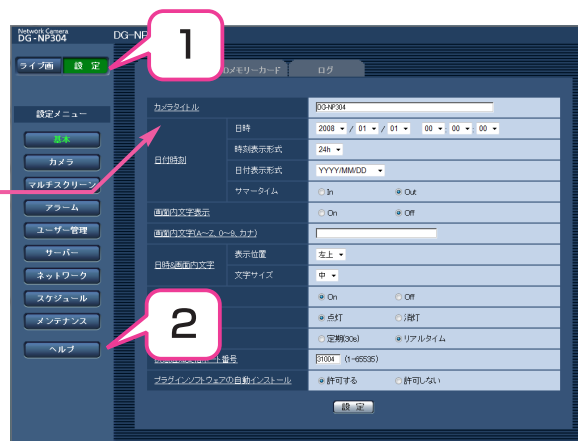 Network Camera
DG-NP304
DG-NP
1
ライブ画
設 定
Dメモリーカード
ログ
設定メニュー
基本
カメラ
マルチスクリーン
アラーム
ユーザー管理
サーバー
ネットワーク
スケジュール
メンテナンス
ヘルプ
カメラタイトル
DG-NP304
日付時刻
日時
2008 / 01 / 01 00 : 00 : 00
時刻表示形式
24h
日付表示形式
YYYY/MM/DD
サマータイム
In
Out
画面内文字表示
On
Off
画面内文字(A~Z, 0~9, カナ)
日時&画面内文字
表示位置
左上
文字サイズ
中
On
Off
点灯
消灯
定期(30s)
リアルタイム
2
ト番号
31004 (1-65535)
プラグインソフトウェアの自動インストール
許可する
許可しない
設 定